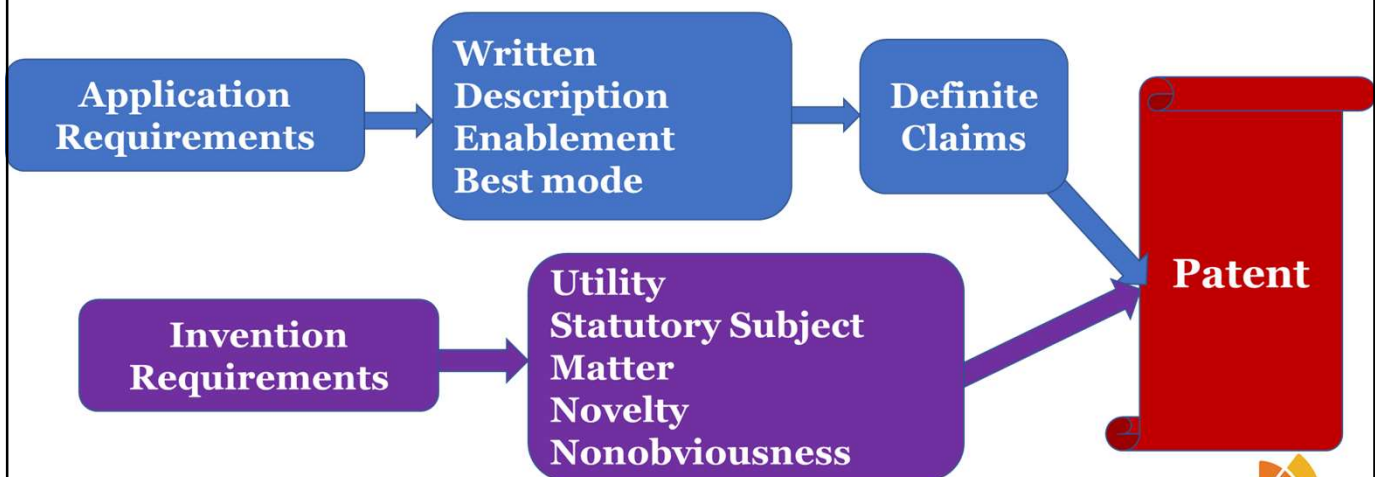 Application
Requirements
Written
Description
Enablement
Best mode
Definite
Claims
Patent
Invention
Requirements
Utility
Statutory Subject
Matter
Novelty
Nonobviousness